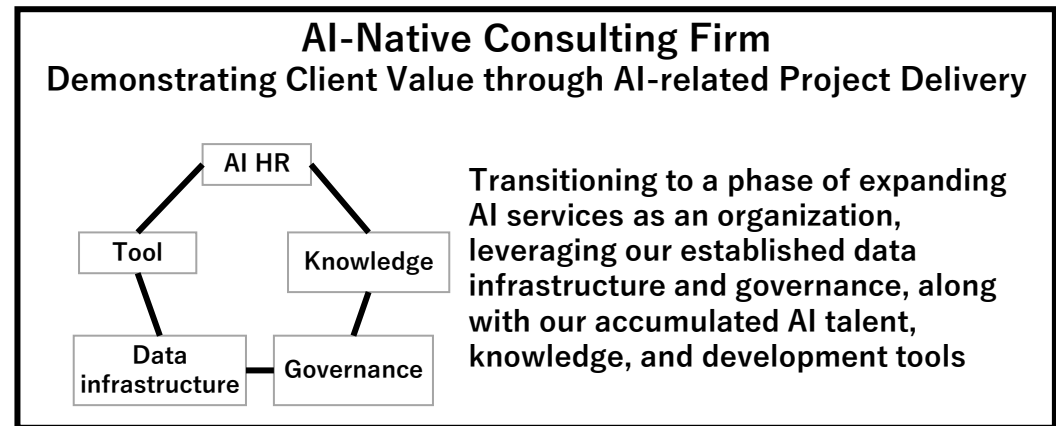 AI-Native Consulting Firm
Demonstrating Client Value through AI-related Project Delivery
AI HR
Tool
Knowledge
Data
infrastructure
Governance
Transitioning to a phase of expanding
AI services as an organization,
leveraging our established data
infrastructure and governance, along
with our accumulated AI talent,
knowledge, and development tools